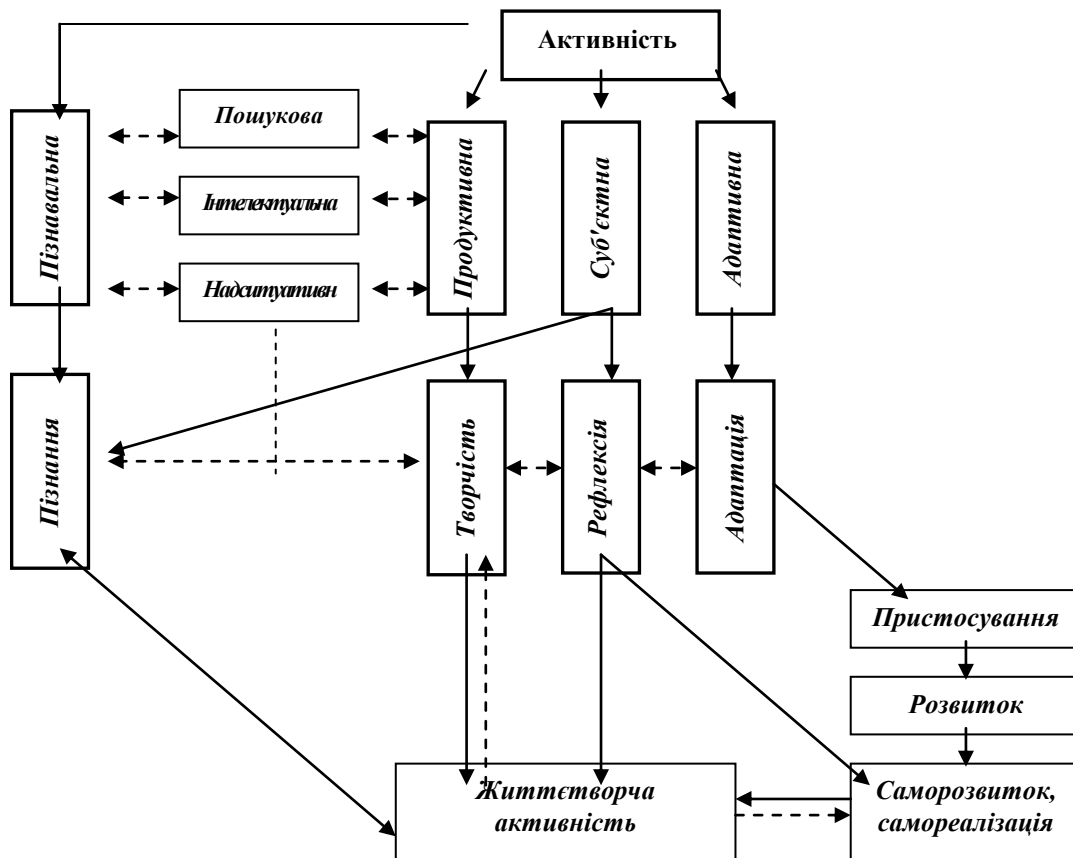 Активність
Пошукова
Інтелектуальна
Надситуативн
Пізнавальна
Продуктивна
Суб'єктна
Адаптивна
Пізнання
Творчість
Рефлексія
Адаптація
Пристосування
Розвиток
Життєтворча
активність
Саморозвиток,
самореалізація